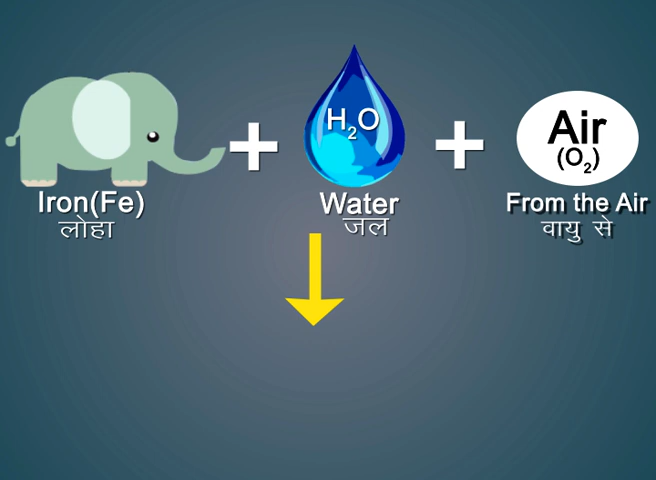 H₂O
Air
(O₂)
Iron(Fe)
Water
From the Air
लोहा
जल
वायु से